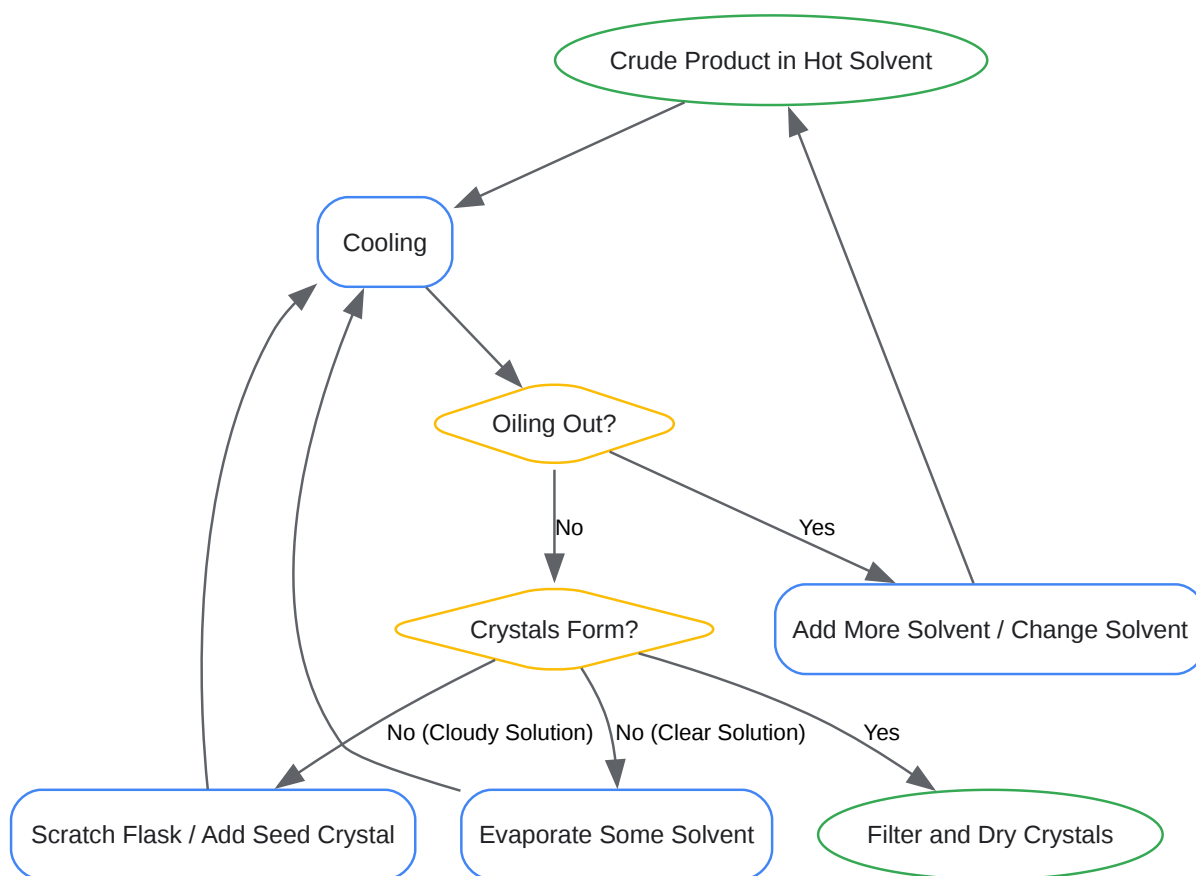 Crude Product in Hot Solvent
Cooling
Oiling Out?
No
Yes
Crystals Form?
Add More Solvent / Change Solvent
No (Cloudy Solution)
No (Clear Solution)
Yes
Scratch Flask / Add Seed Crystal
Evaporate Some Solvent
Filter and Dry Crystals